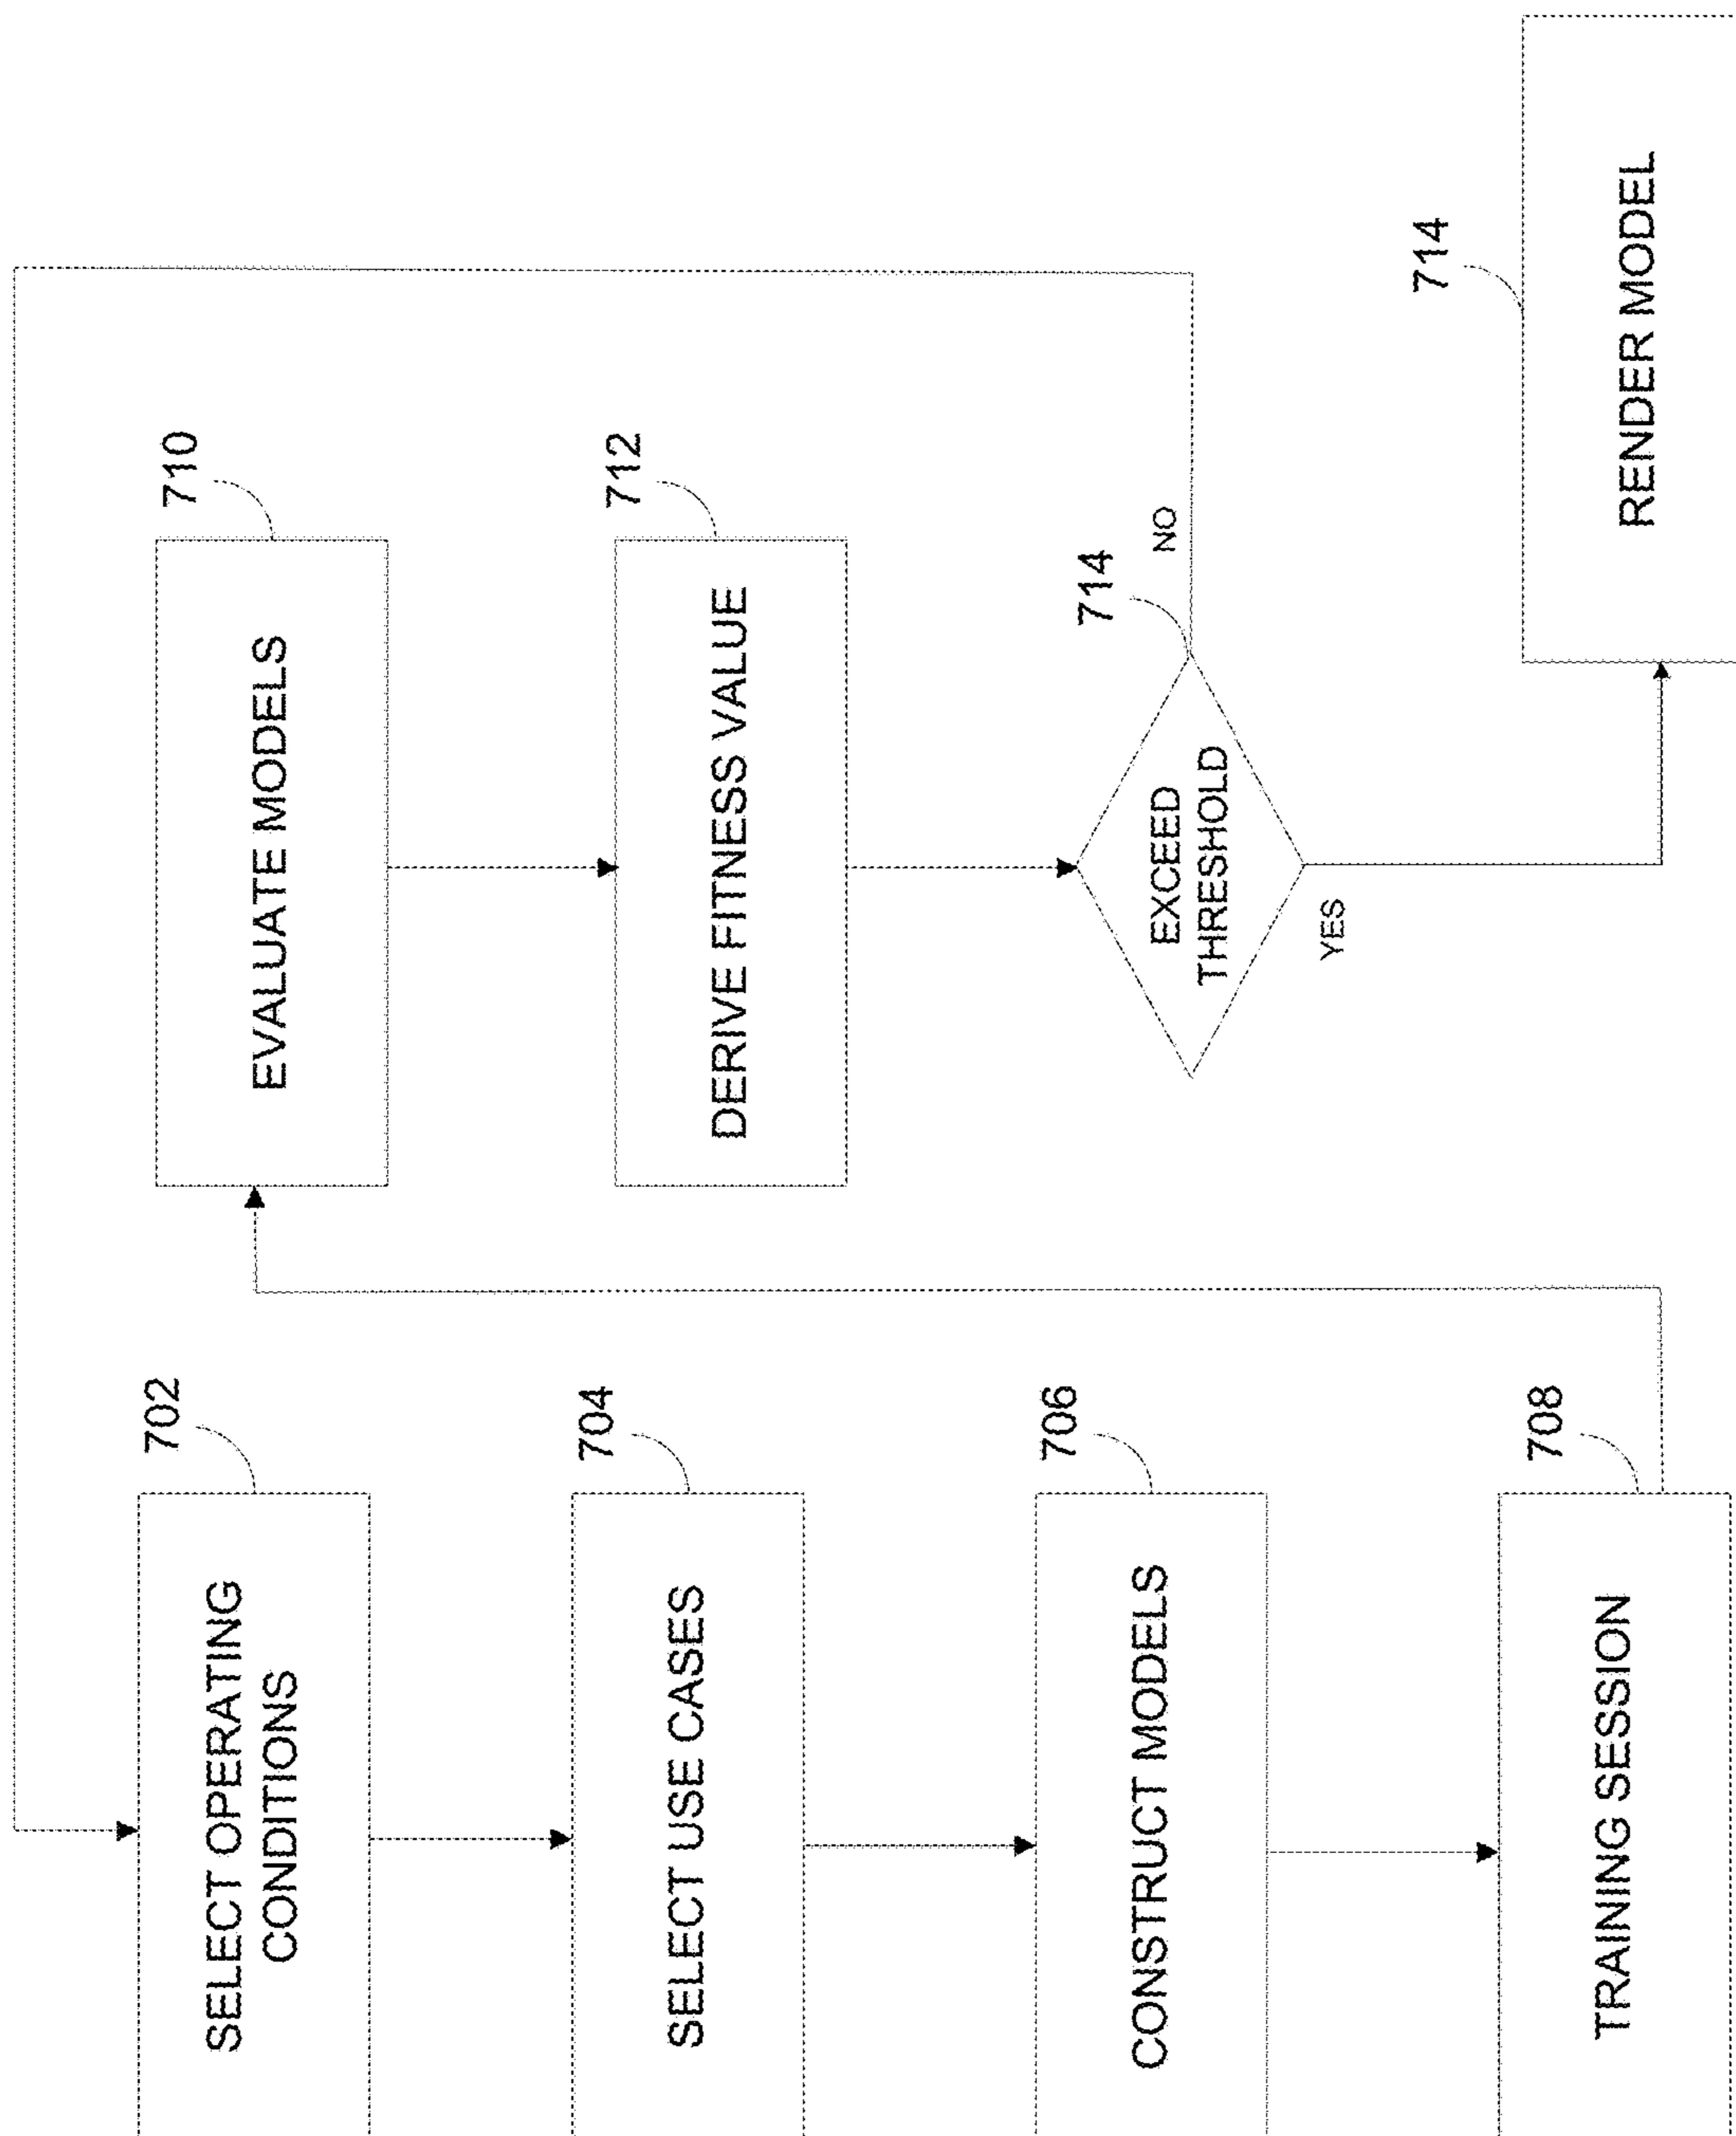 702
SELECT OPERATING
CONDITIONS
704
SELECT USE CASES
706
CONSTRUCT MODELS
708
TRAINING SESSION
710
EVALUATE MODELS
712
DERIVE FITNESS VALUE
714
EXCEED
THRESHOLD
NO
YES
714
RENDER MODEL